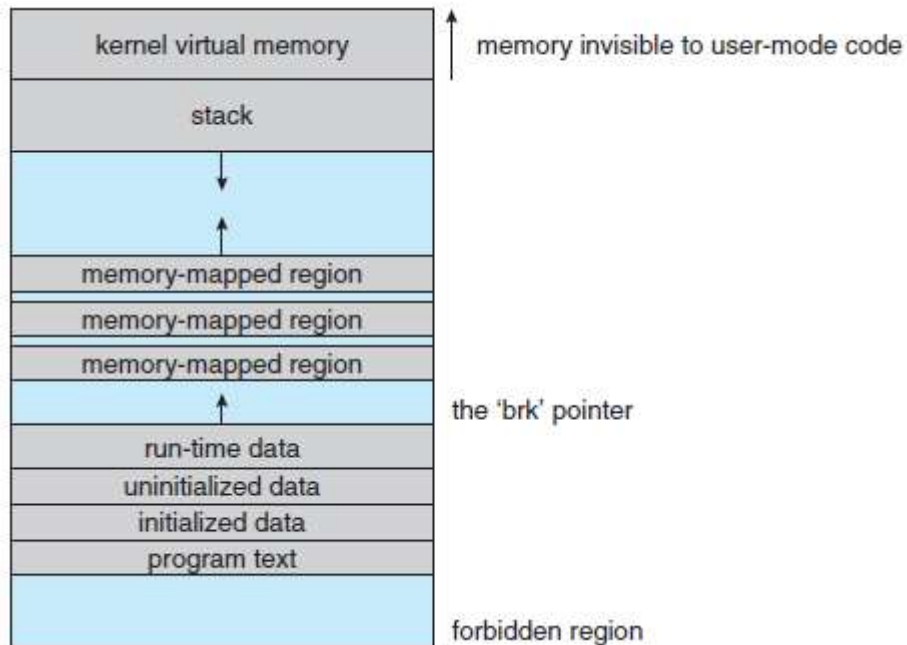 kernel virtual memory
memory invisible to user-mode code
stack
memory-mapped region
memory-mapped region
memory-mapped region
the ‘brk’ pointer
run-time data
uninitialized data
initialized data
program text
forbidden region